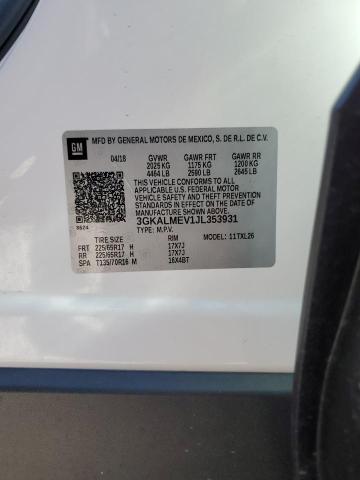 GM
MFD BY GENERAL MOTORS DE MEXICO, S. DE R.L. DE C.V.
04/18 GVWR GAWR FRT GAWR RR
2025 KG 1175 KG 1200 KG
4464 LB 2590 LB 2645 LB
THIS VEHICLE CONFORMS TO ALL
APPLICABLE U.S. FEDERAL MOTOR
VEHICLE SAFETY, BUMPER, AND THEFT
PREVENTION STANDARDS IN EFFECT ON
THE DATE OF MANUFACTURE SHOWN ABOVE.
3GKALMEV1JL353931
8624 TYPE: M.P.V. MODEL: 11TXL26
TIRE SIZE RIM
FRT 225/65R17 H 17X7J
RR 225/65R17 H 17X7J
SPA T135/70R16 M 16X4BT